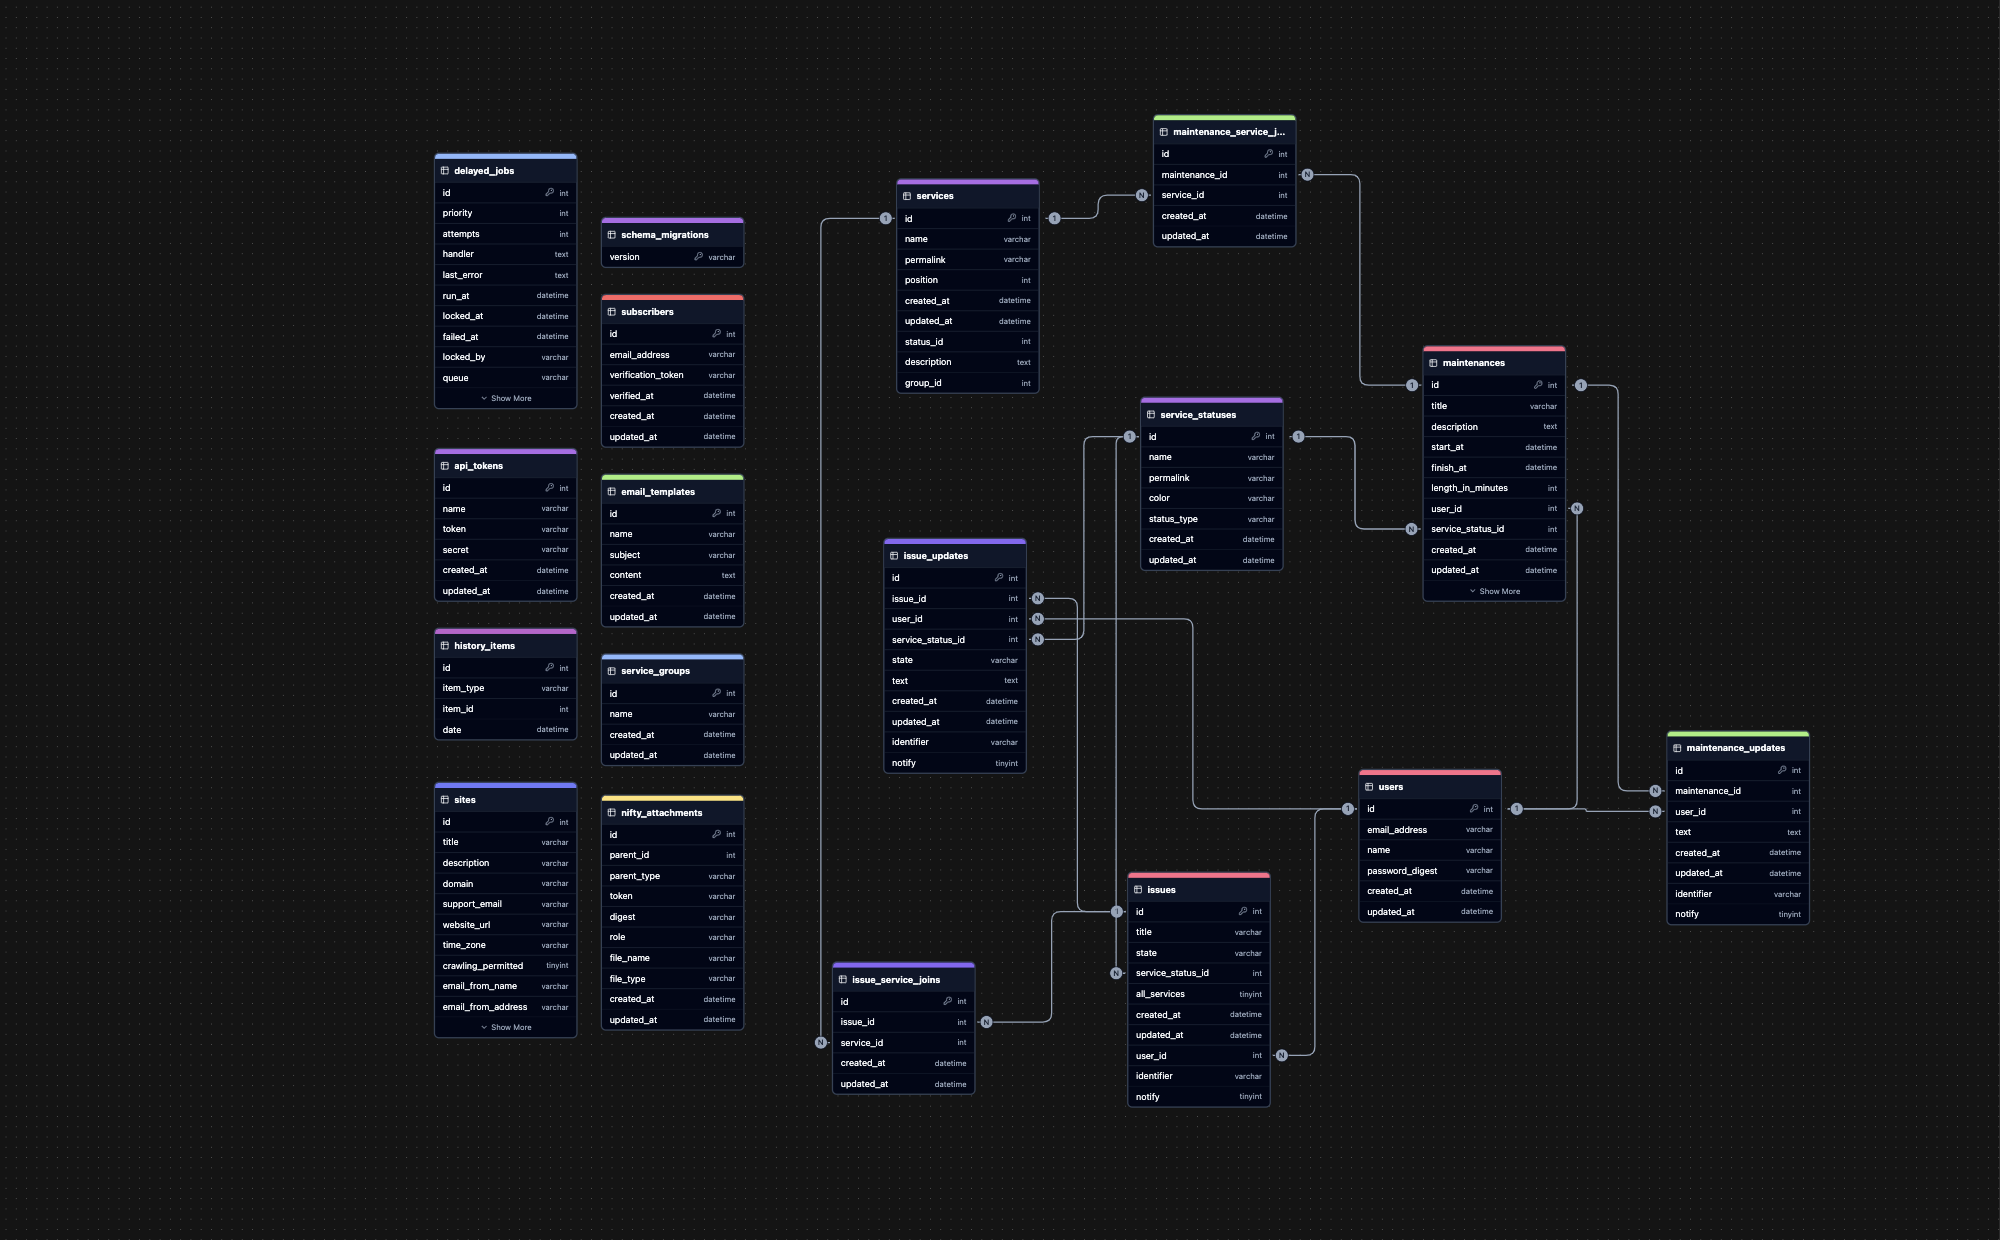 delayed_jobs
id int
priority int
attempts int
handler text
last_error text
run_at datetime
locked_at datetime
failed_at datetime
locked_by varchar
queue varchar
Show More
schema_migrations
version varchar
subscribers
id int
email_address varchar
verification_token varchar
verified_at datetime
created_at datetime
updated_at datetime
api_tokens
id int
name varchar
token varchar
secret varchar
created_at datetime
updated_at datetime
email_templates
id int
name varchar
subject varchar
content text
created_at datetime
updated_at datetime
history_items
id int
item_type varchar
item_id int
date datetime
service_groups
id int
name varchar
created_at datetime
updated_at datetime
sites
id int
title varchar
description varchar
domain varchar
support_email varchar
website_url varchar
time_zone varchar
crawling_permitted tinyint
email_from_name varchar
email_from_address varchar
Show More
nifty_attachments
id int
parent_id int
parent_type varchar
token varchar
digest varchar
role varchar
file_name varchar
file_type varchar
created_at datetime
updated_at datetime
services
1 id int 1
name varchar
permalink varchar
position int
created_at datetime
updated_at datetime
status_id int
description text
group_id int
maintenance_service_j...
id int
maintenance_id int N
N service_id int
created_at datetime
updated_at datetime
service_statuses
1 id int 1
name varchar
permalink varchar
color varchar
status_type varchar
created_at datetime
updated_at datetime
maintenances
1 id int 1
title varchar
description text
start_at datetime
finish_at datetime
length_in_minutes int
user_id int N
N service_status_id int
created_at datetime
updated_at datetime
Show More
issue_updates
id int
issue_id int N
user_id int N
service_status_id int N
state varchar
text text
created_at datetime
updated_at datetime
identifier varchar
notify tinyint
users
1 id int 1
email_address varchar
name varchar
password_digest varchar
created_at datetime
updated_at datetime
maintenance_updates
id int
N maintenance_id int
N user_id int
text text
created_at datetime
updated_at datetime
identifier varchar
notify tinyint
issues
1 id int
title varchar
state varchar
N service_status_id int
all_services tinyint
created_at datetime
updated_at datetime
user_id int N
identifier varchar
notify tinyint
issue_service_joins
id int
issue_id int N
N service_id int
created_at datetime
updated_at datetime